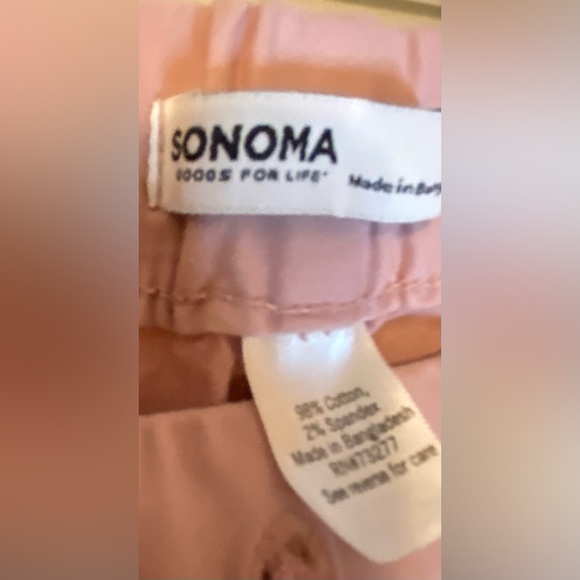 SONOMA
GOODS FOR LIFE
Made in
98% Cotton,
2% Spandex
Made in Bangladesh
RN#73277
See reverse for care